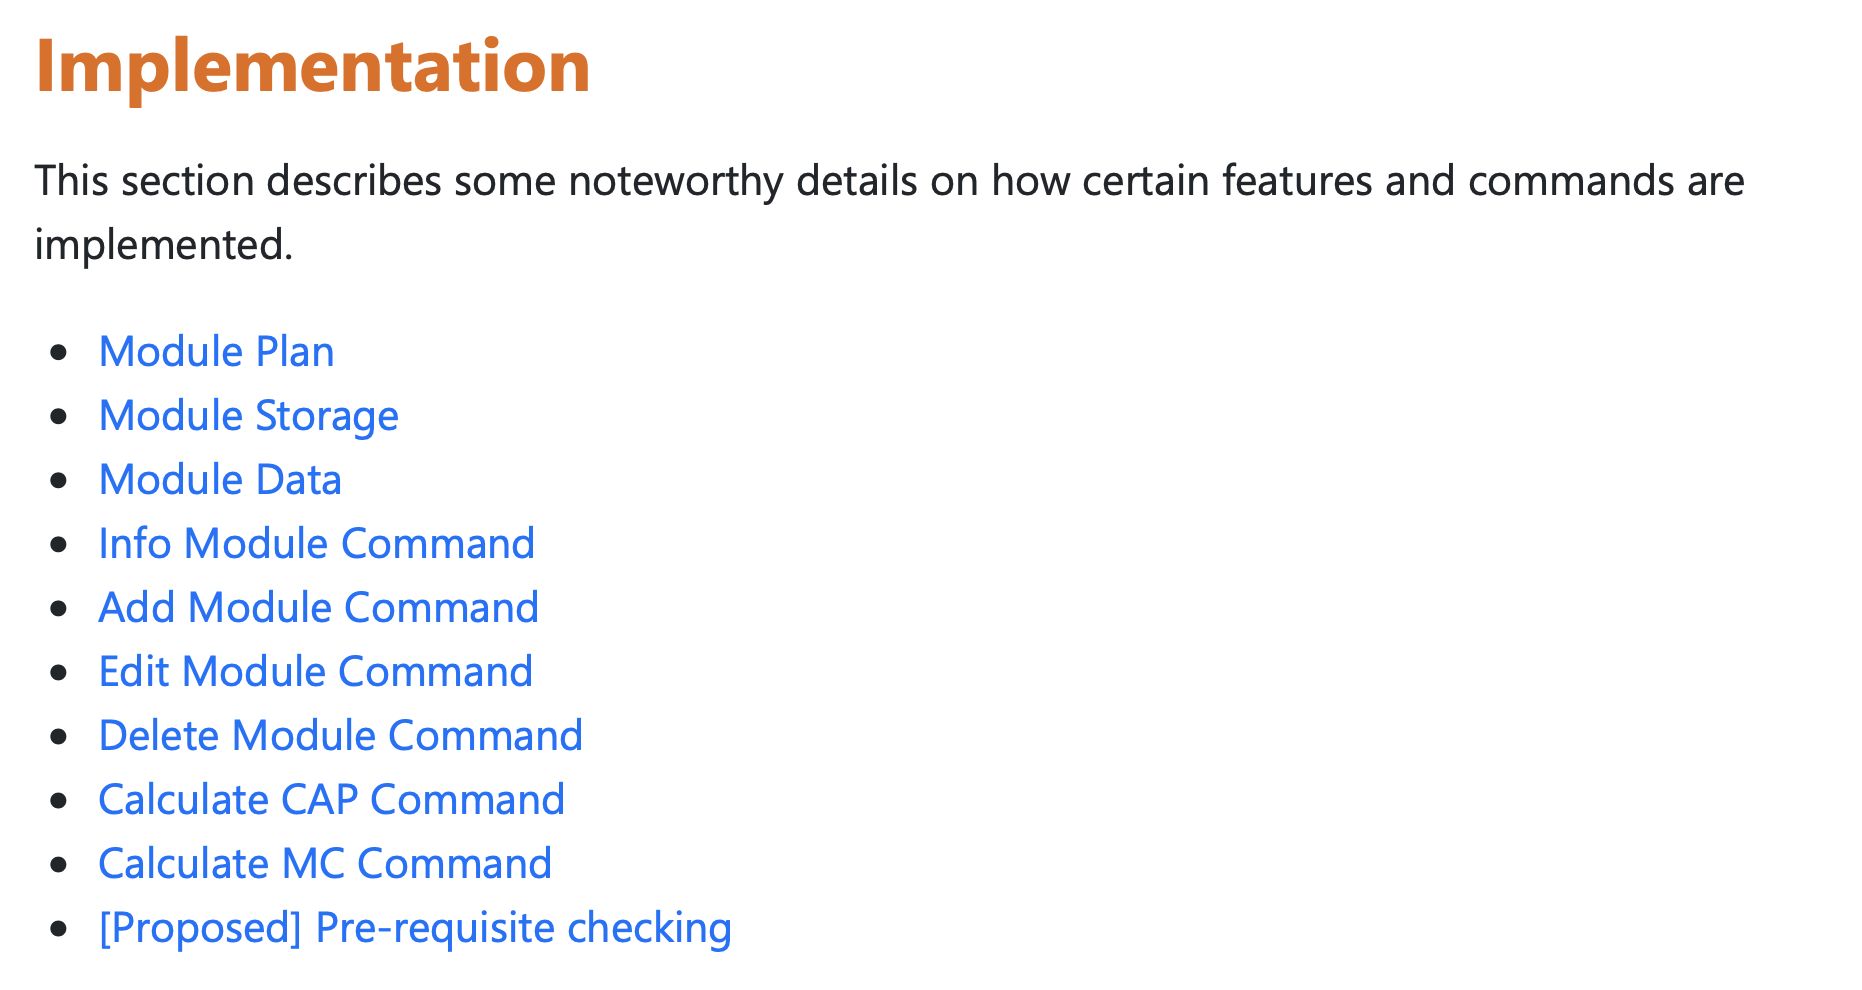 Implementation
This section describes some noteworthy details on how certain features and commands are
implemented.
Module Plan
Module Storage
Module Data
Info Module Command
Add Module Command
Edit Module Command
Delete Module Command
Calculate CAP Command
Calculate MC Command
[Proposed] Pre-requisite checking